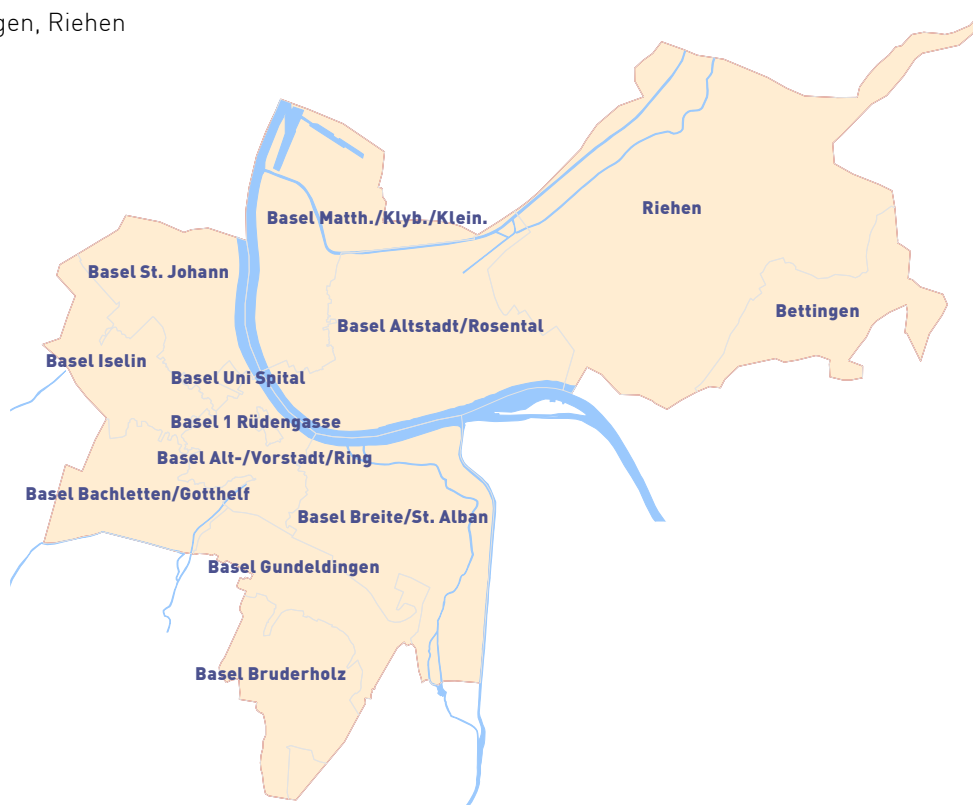 gen, Riehen
Riehen
Basel Matth./Klyb./Klein.
Basel St. Johann
Bettingen
Basel Altstadt/Rosental
Basel Iselin
Basel Uni Spital
Basel 1 Rüdengasse
Basel Alt-/Vorstadt/Ring
Basel Bachletten/Gotthelf
Basel Breite/St. Alban
Basel Gundeldingen
Basel Bruderholz